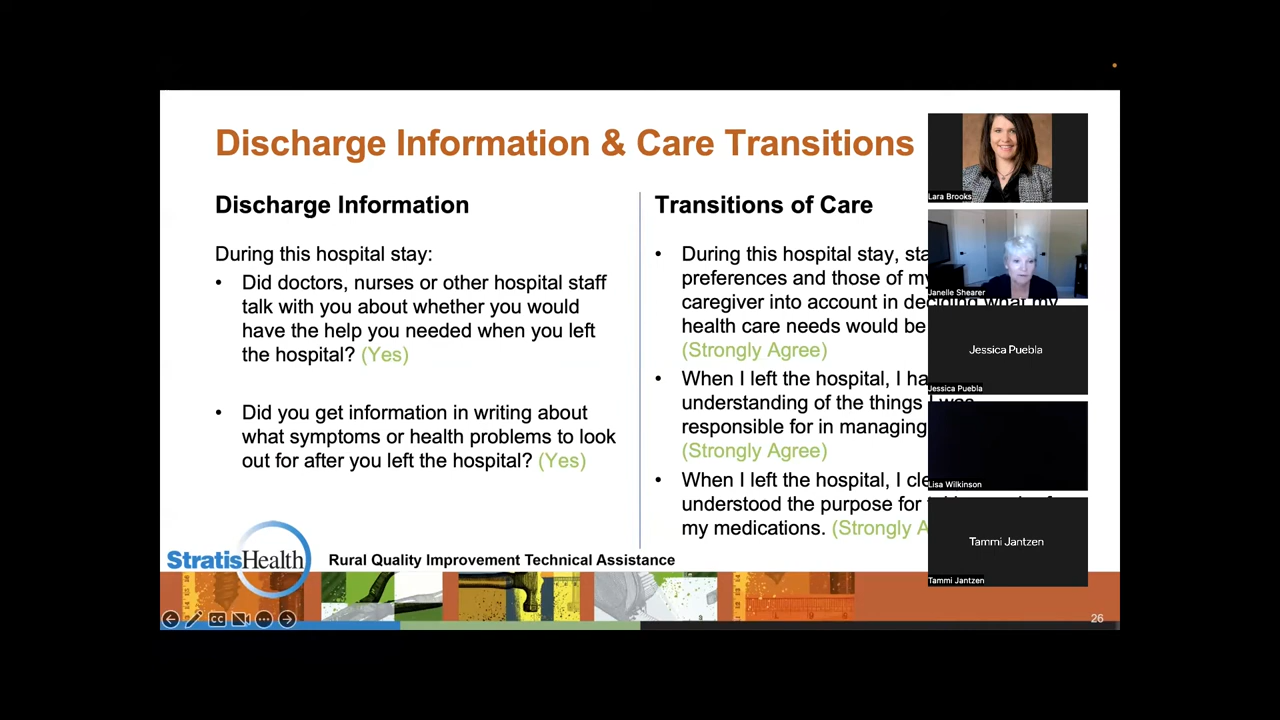 Discharge Information & Care Transitions
Discharge Information
During this hospital stay:
• Did doctors, nurses or other hospital staff
talk with you about whether you would
have the help you needed when you left
the hospital? (Yes)
• Did you get information in writing about
what symptoms or health problems to look
out for after you left the hospital? (Yes)
Transitions of Care
• During this hospital stay,
preferences and those of my
caregiver into account in deciding what my
health care needs would be
(Strongly Agree)
• When I left the hospital, I
understanding of the things I was
responsible for in managing
(Strongly Agree)
• When I left the hospital, I
understood the purpose for
my medications. (Strongly
Lara Brooks
Janelle Shearer
Jessica Puebla
Jessica Puebla
Lisa Wilkinson
Tammi Jantzen
Tammi Jantzen
StratisHealth
Rural Quality Improvement Technical Assistance
CC
26